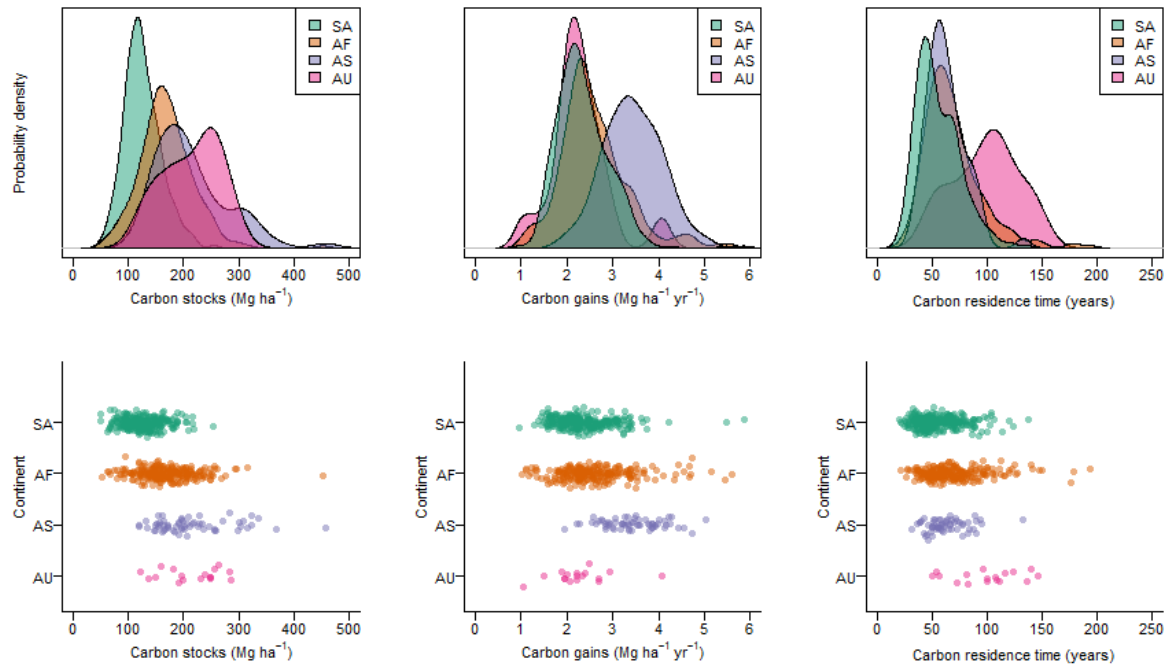 Probability density
SA
AF
AS
AU
0 100 200 300 400 500
Carbon stocks (Mg ha⁻¹)
SA
AF
AS
AU
0 1 2 3 4 5 6
Carbon gains (Mg ha⁻¹ yr⁻¹)
SA
AF
AS
AU
0 50 100 150 200 250
Carbon residence time (years)
Continent
SA
AF
AS
AU
0 100 200 300 400 500
Carbon stocks (Mg ha⁻¹)
Continent
SA
AF
AS
AU
0 1 2 3 4 5 6
Carbon gains (Mg ha⁻¹ yr⁻¹)
Continent
SA
AF
AS
AU
0 50 100 150 200 250
Carbon residence time (years)